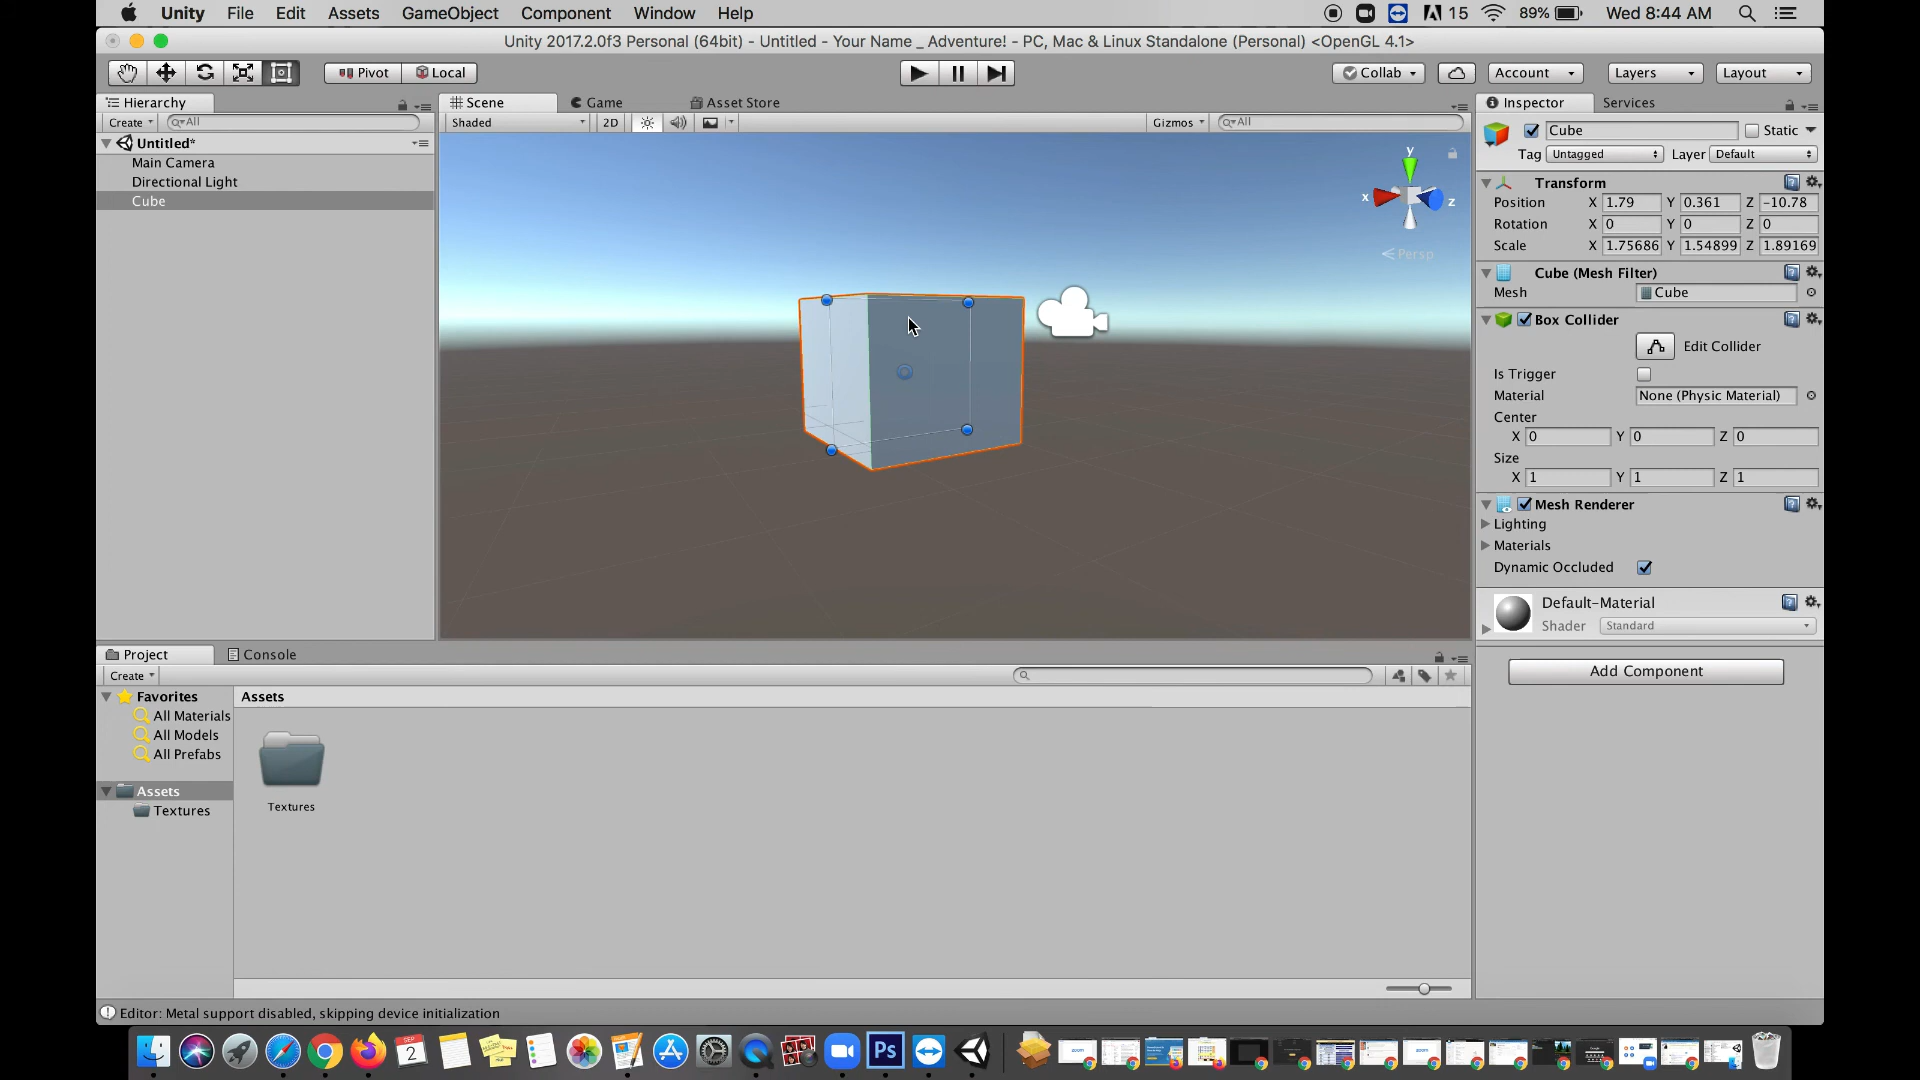 Unity File Edit Assets GameObject Component Window Help 15 89% Wed 8:44 AM
Unity 2017.2.0f3 Personal (64bit) - Untitled - Your Name _ Adventure! - PC, Mac & Linux Standalone (Personal) <OpenGL 4.1>
Pivot Local Collab Account Layers Layout
Hierarchy
Create All
Untitled*
Main Camera
Directional Light
Cube
Scene Game Asset Store
Shaded 2D Gizmos All
y
x z
Persp
Inspector Services
Cube Static
Tag Untagged Layer Default
Transform
Position X 1.79 Y 0.361 Z -10.78
Rotation X 0 Y 0 Z 0
Scale X 1.75686 Y 1.54899 Z 1.89169
Cube (Mesh Filter)
Mesh Cube
Box Collider
Edit Collider
Is Trigger
Material None (Physic Material)
Center
X 0 Y 0 Z 0
Size
X 1 Y 1 Z 1
Mesh Renderer
Lighting
Materials
Dynamic Occluded
Default-Material
Shader Standard
Add Component
Project Console
Create
Favorites
All Materials
All Models
All Prefabs
Assets
Textures
Assets
Textures
Editor: Metal support disabled, skipping device initialization
SEP
2
Ps